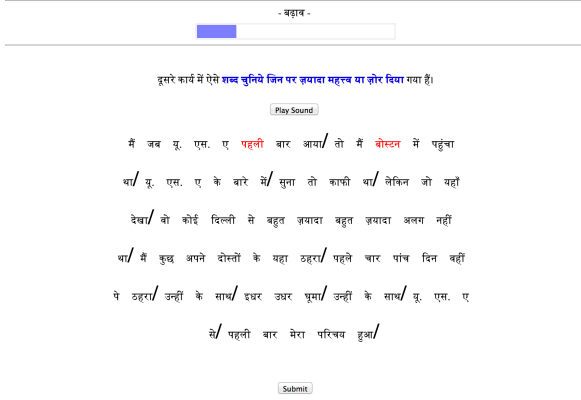 - बढ़ाव -
दूसरे कार्य में ऐसे शब्द चुनिये जिन पर ज़यादा महत्त्व या ज़ोर दिया गया हैं।
Play Sound
मैं जब यू. एस. ए पहली बार आया/ तो मैं बोस्टन में पहुंचा
था/ यू. एस. ए के बारे में/ सुना तो काफी था/ लेकिन जो यहाँ
देखा/ वो कोई दिल्ली से बहुत ज़यादा बहुत ज़यादा अलग नहीं
था/ मैं कुछ अपने दोस्तों के यहा ठहरा/ पहले चार पांच दिन वहीं
पे ठहरा/ उन्हीं के साथ/ इधर उधर घूमा/ उन्हीं के साथ/ यू. एस. ए
से/ पहली बार मेरा परिचय हुआ/
Submit